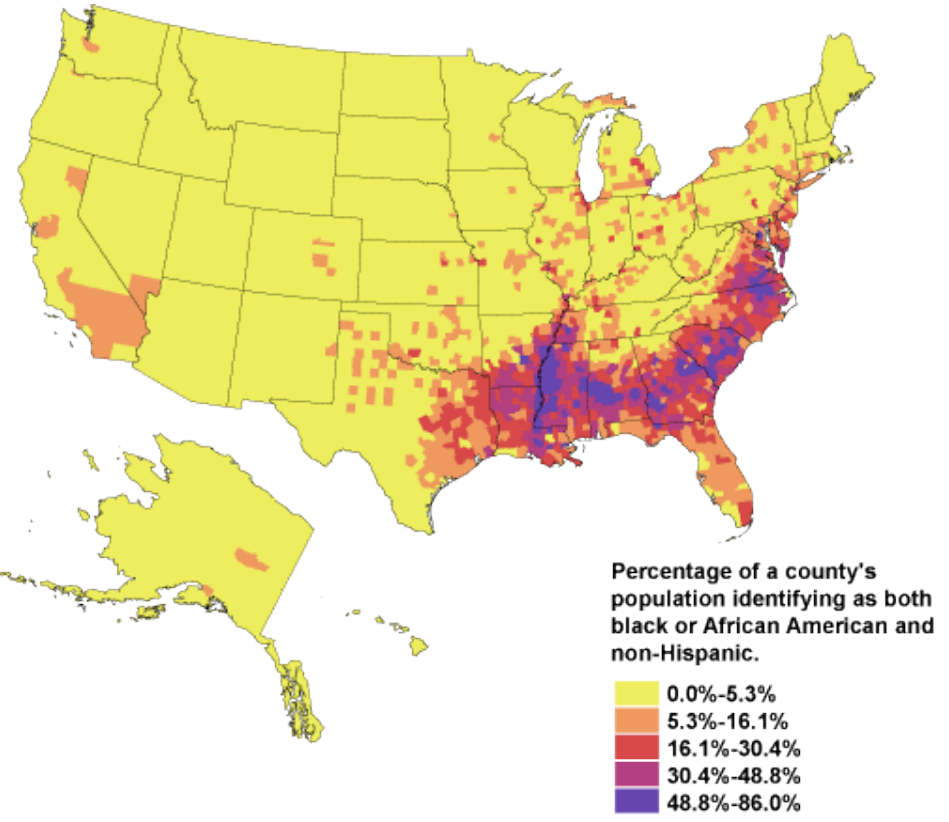 Percentage of a county's
population identifying as both
black or African American and
non-Hispanic.
0.0%-5.3%
5.3%-16.1%
16.1%-30.4%
30.4%-48.8%
48.8%-86.0%